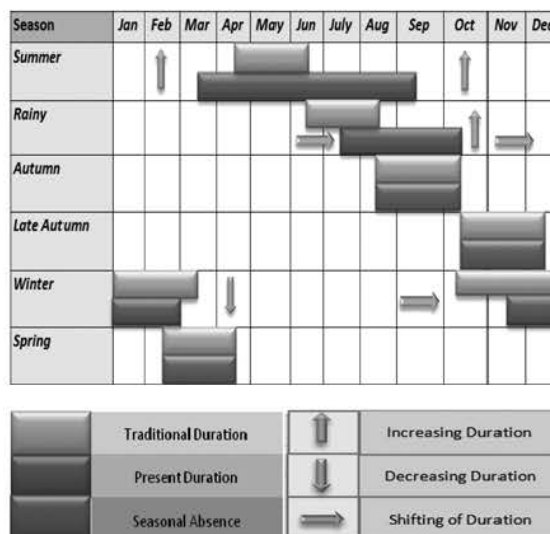 Season Jan Feb Mar Apr May Jun July Aug Sep Oct Nov Dec
Summer
Rainy
Autumn
Late Autumn
Winter
Spring
Traditional Duration Increasing Duration
Present Duration Decreasing Duration
Seasonal Absence Shifting of Duration